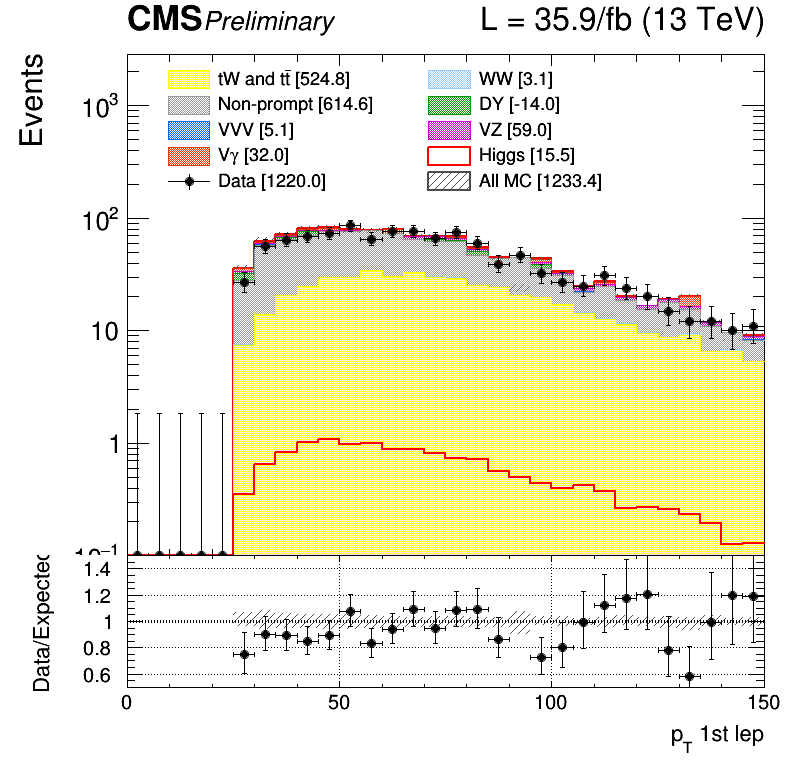 CMS Preliminary L = 35.9/fb (13 TeV)
Events
tW and tt̄ [524.8] WW [3.1]
Non-prompt [614.6] DY [-14.0]
VVV [5.1] VZ [59.0]
Vγ [32.0] Higgs [15.5]
Data [1220.0] All MC [1233.4]
10³
10²
10
1
Data/Expected
1.4
1.2
1
0.8
0.6
0 50 100 150
p_T 1st lep